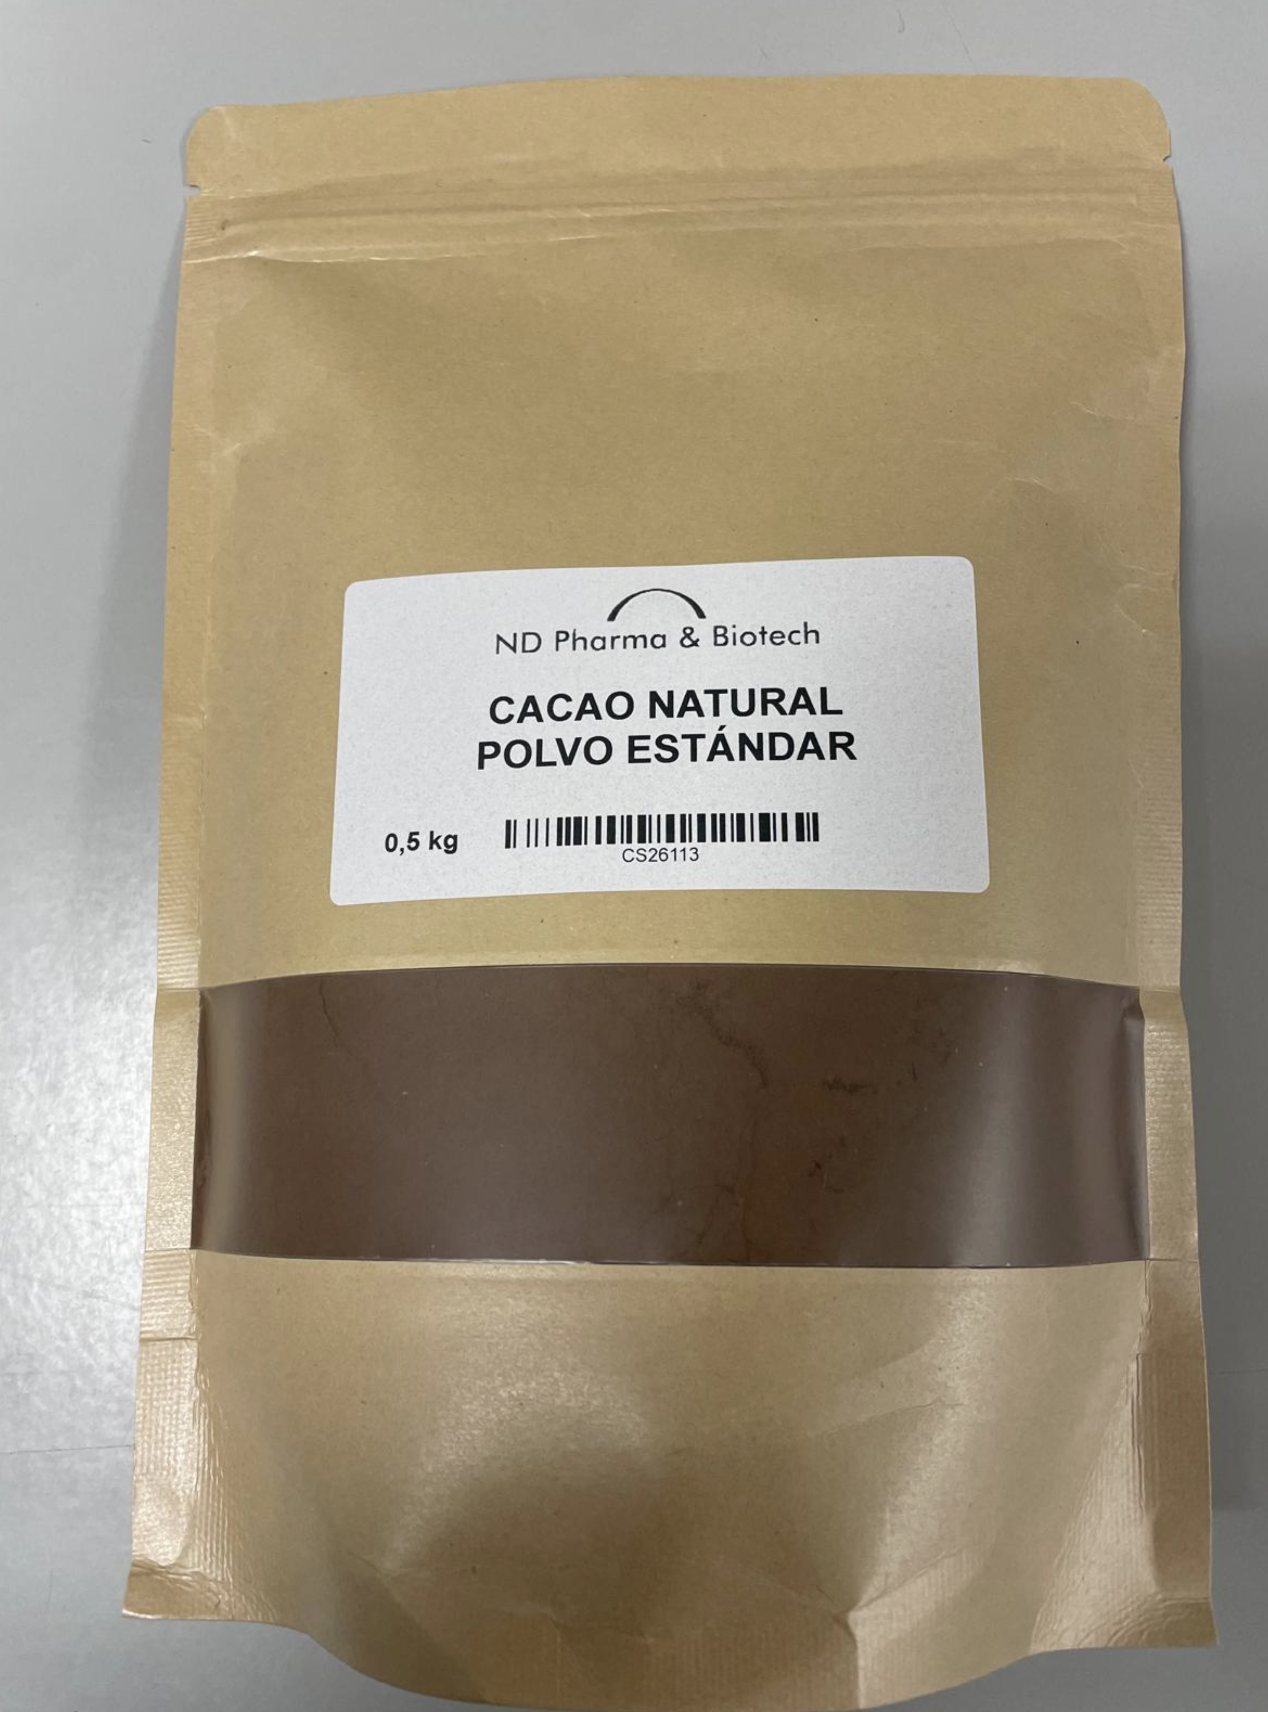 ND Pharma & Biotech
CACAO NATURAL
POLVO ESTÁNDAR
0,5 kg
CS26113